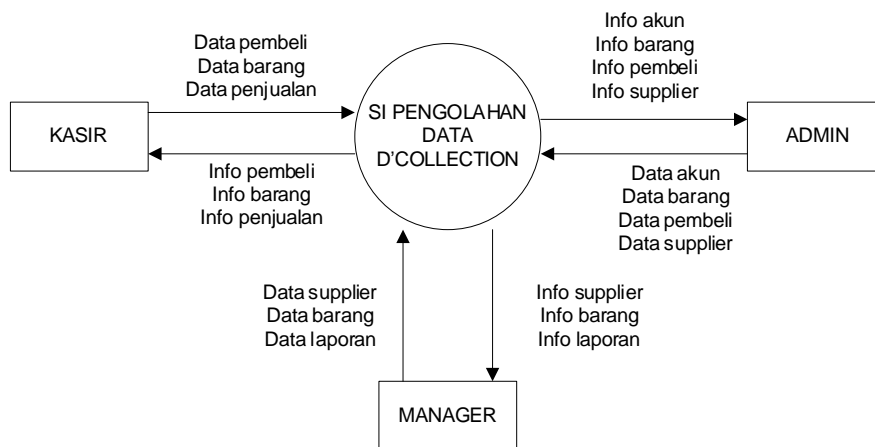 Data pembeli
Data barang
Data penjualan
Info akun
Info barang
Info pembeli
Info supplier
KASIR
SI PENGOLAHAN
DATA
D'COLLECTION
ADMIN
Info pembeli
Info barang
Info penjualan
Data akun
Data barang
Data pembeli
Data supplier
Data supplier
Data barang
Data laporan
Info supplier
Info barang
Info laporan
MANAGER